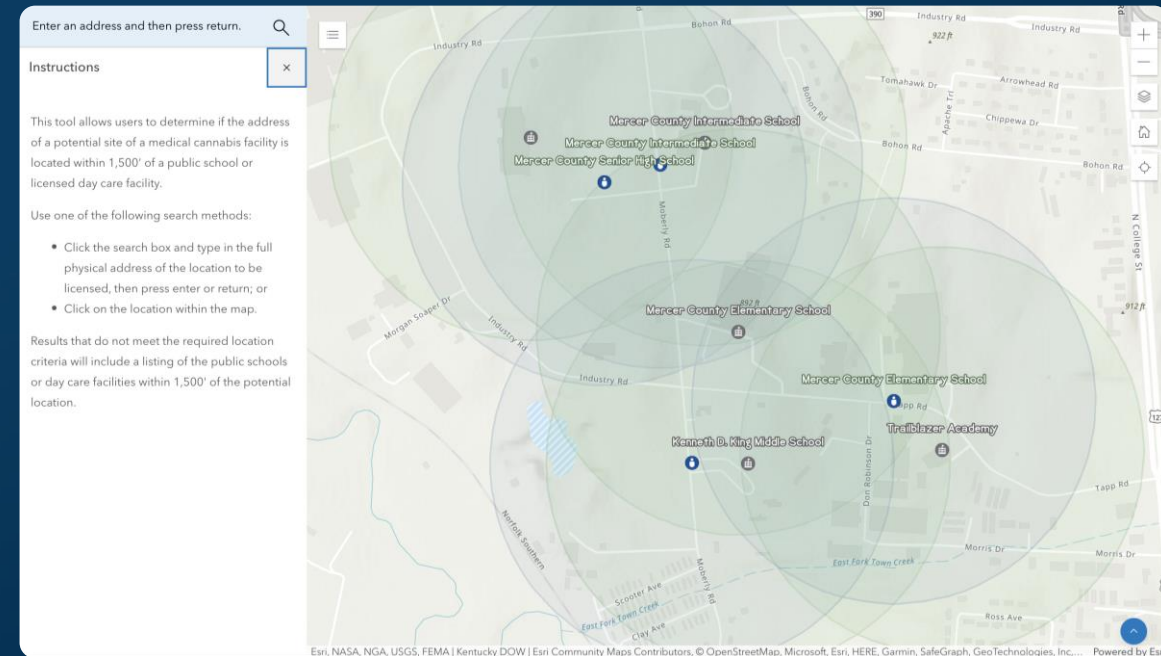 Enter an address and then press return.
Instructions
×
This tool allows users to determine if the address
of a potential site of a medical cannabis facility is
located within 1,500' of a public school or
licensed day care facility.
Use one of the following search methods:
• Click the search box and type in the full
physical address of the location to be
licensed, then press enter or return; or
• Click on the location within the map.
Results that do not meet the required location
criteria will include a listing of the public schools
or day care facilities within 1,500' of the potential
location.
Bohon Rd
390
Industry Rd
Industry Rd
Industry Rd
922 ft
Tomahawk Dr
Arrowhead Rd
Bohon Rd
Apache Trl
Chippewa Dr
Mercer County Intermediate School
Mercer County Intermediate School
Mercer County Senior High School
Bohon Rd
Bohon Rd
Moberly Rd
N College St
Morgan Soaper Dr
892 ft
Mercer County Elementary School
912 ft
Industry Rd
Industry Rd
Mercer County Elementary School
Tapp Rd
Trailblazer Academy
Kenneth D. King Middle School
Don Robinson Dr
Tapp Rd
Norfolk Southern
Morris Dr
Morris Dr
East Fork Town Creek
Moberly Rd
Scooter Ave
East Fork Town Creek
Clay Ave
Ross Ave
Esri, NASA, NGA, USGS, FEMA | Kentucky DOW | Esri Community Maps Contributors, © OpenStreetMap, Microsoft, Esri, HERE, Garmin, SafeGraph, GeoTechnologies, Inc,... Powered by Esri